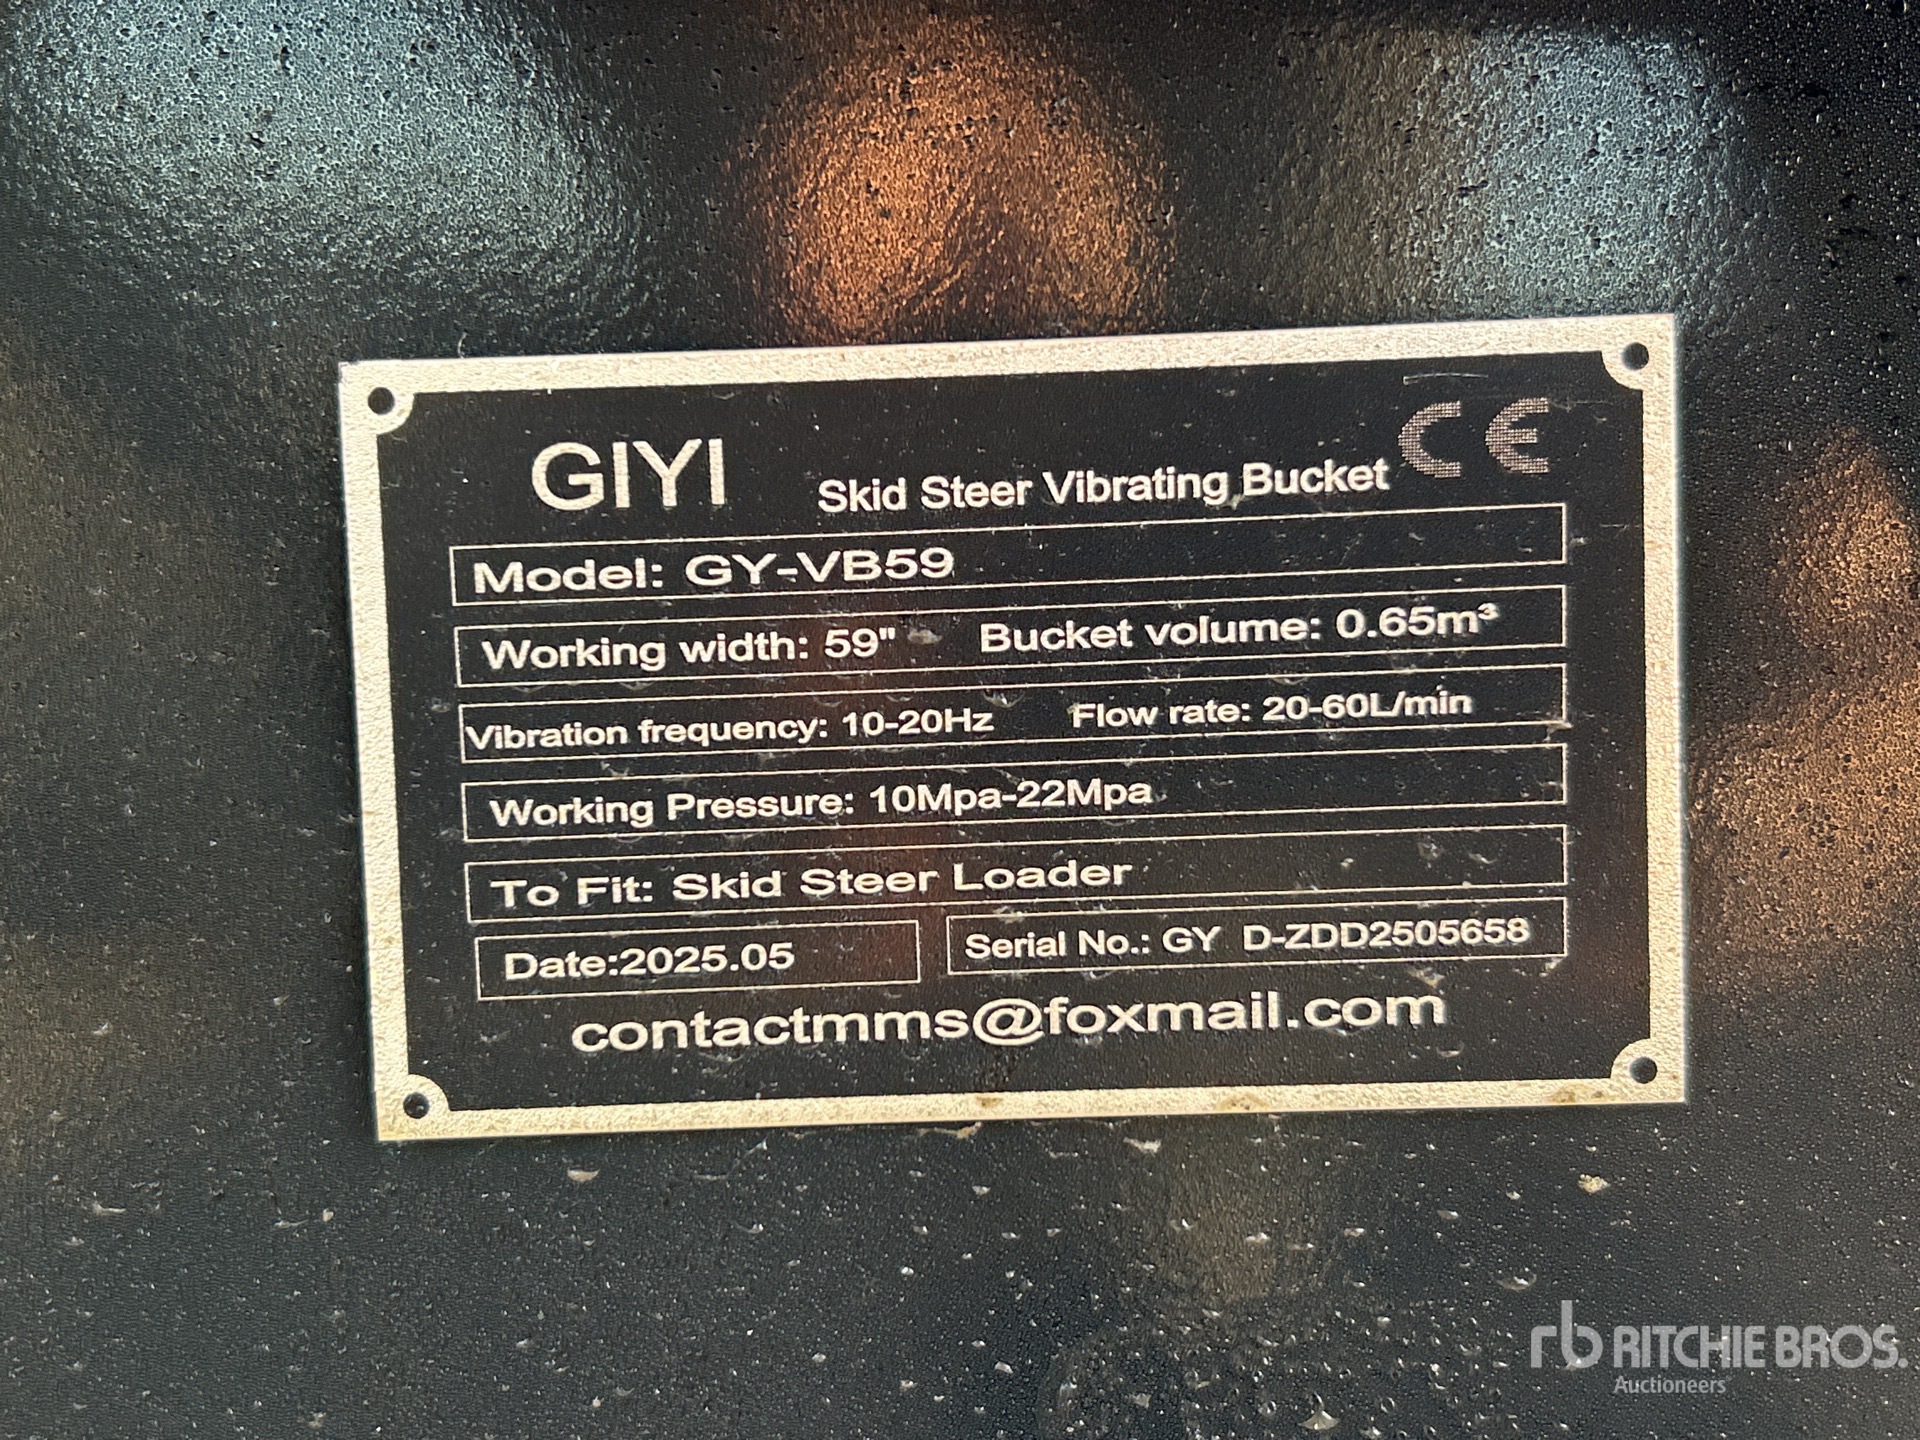 GIYI Skid Steer Vibrating Bucket CE
Model: GY-VB59
Working width: 59" Bucket volume: 0.65m³
Vibration frequency: 10-20Hz Flow rate: 20-60L/min
Working Pressure: 10Mpa-22Mpa
To Fit: Skid Steer Loader
Date:2025.05 Serial No.: GY D-ZDD2505658
contactmms@foxmail.com
rb RITCHIE BROS.
Auctioneers